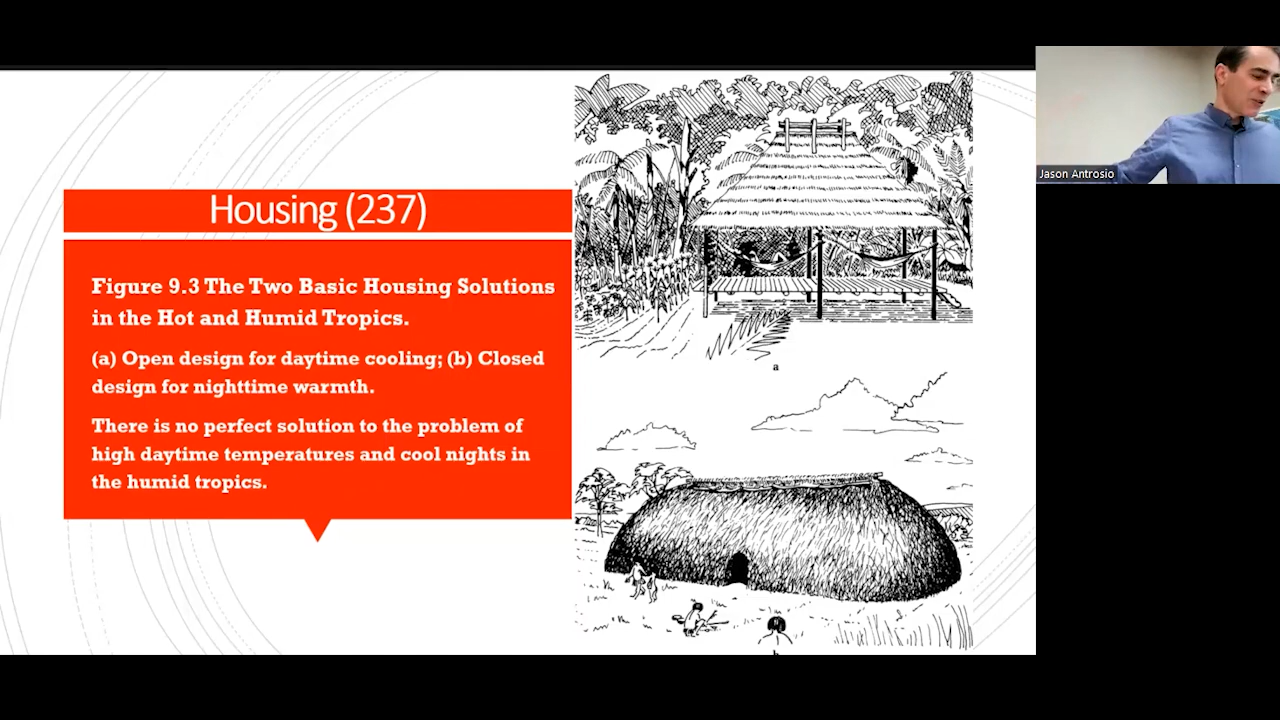 Housing (237)
Figure 9.3 The Two Basic Housing Solutions
in the Hot and Humid Tropics.
(a) Open design for daytime cooling; (b) Closed
design for nighttime warmth.
There is no perfect solution to the problem of
high daytime temperatures and cool nights in
the humid tropics.
a
Jason Antrosio